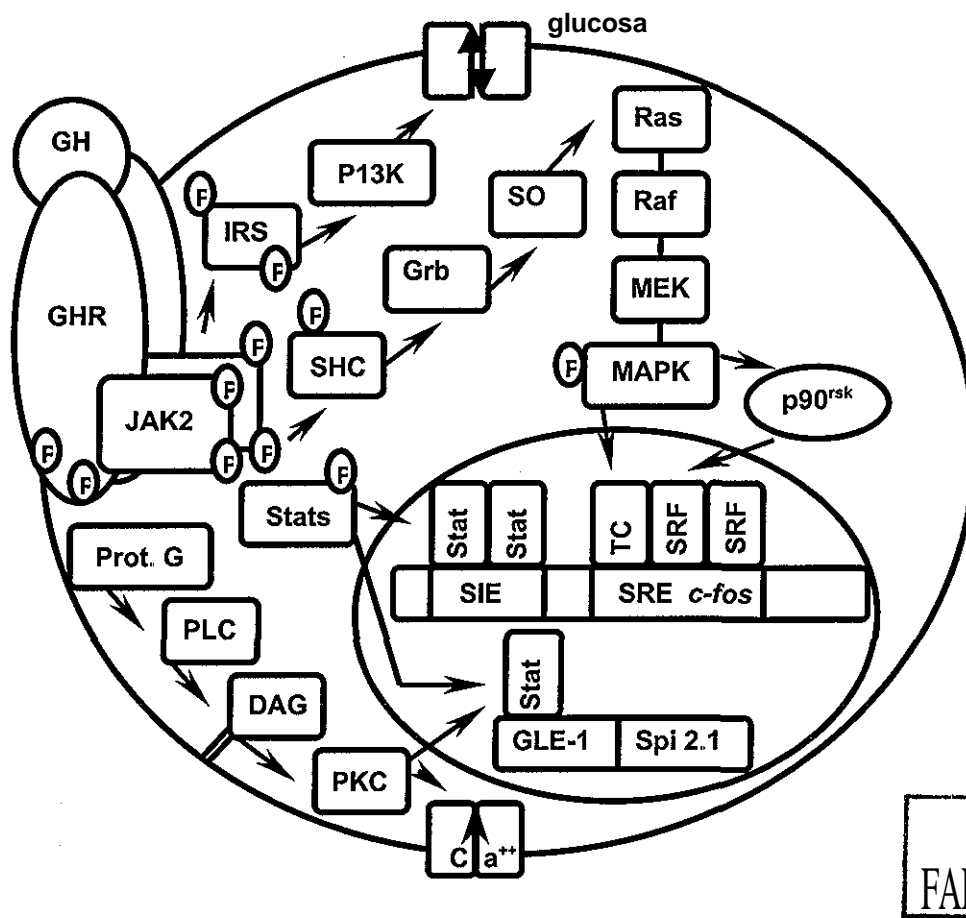 glucosa
GH
Ras
P13K
F
SO
Raf
IRS
F
Grb
MEK
GHR
F
F
SHC
F
MAPK
p90rsk
JAK2
F
F
F
F
F
F
Stats
Stat
Stat
TC
SRF
SRF
Prot. G
SIE
SRE c-fos
PLC
Stat
DAG
GLE-1
Spi 2.1
PKC
C a++